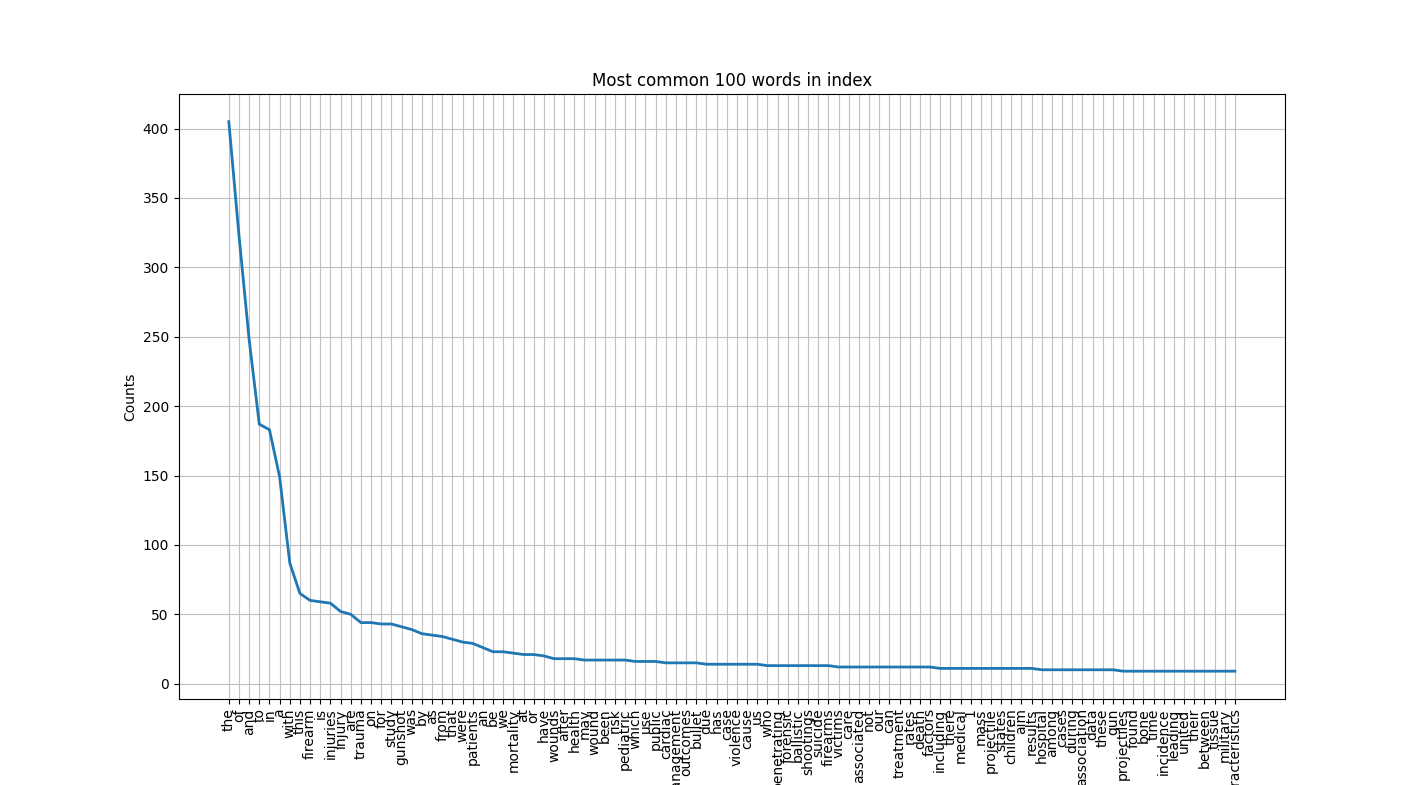 Most common 100 words in index
400
350
300
250
200
150
100
50
0
Counts
the
of
and
to
in
a
with
this
firearm
is
injuries
injury
are
trauma
on
for
study
gunshot
was
by
as
from
that
were
patients
an
be
we
mortality
at
or
have
wounds
after
health
may
wound
been
risk
pediatric
which
use
public
cardiac
anagement
outcomes
bullet
due
has
case
violence
cause
us
who
enetrating
forensic
ballistic
shootings
suicide
firearms
victims
care
associated
not
our
can
treatment
rates
death
factors
including
there
medical
mass
projectile
states
children
aim
results
hospital
among
cases
during
association
data
these
gun
projectiles
found
bone
time
incidence
leading
united
their
between
tissue
military
racteristics